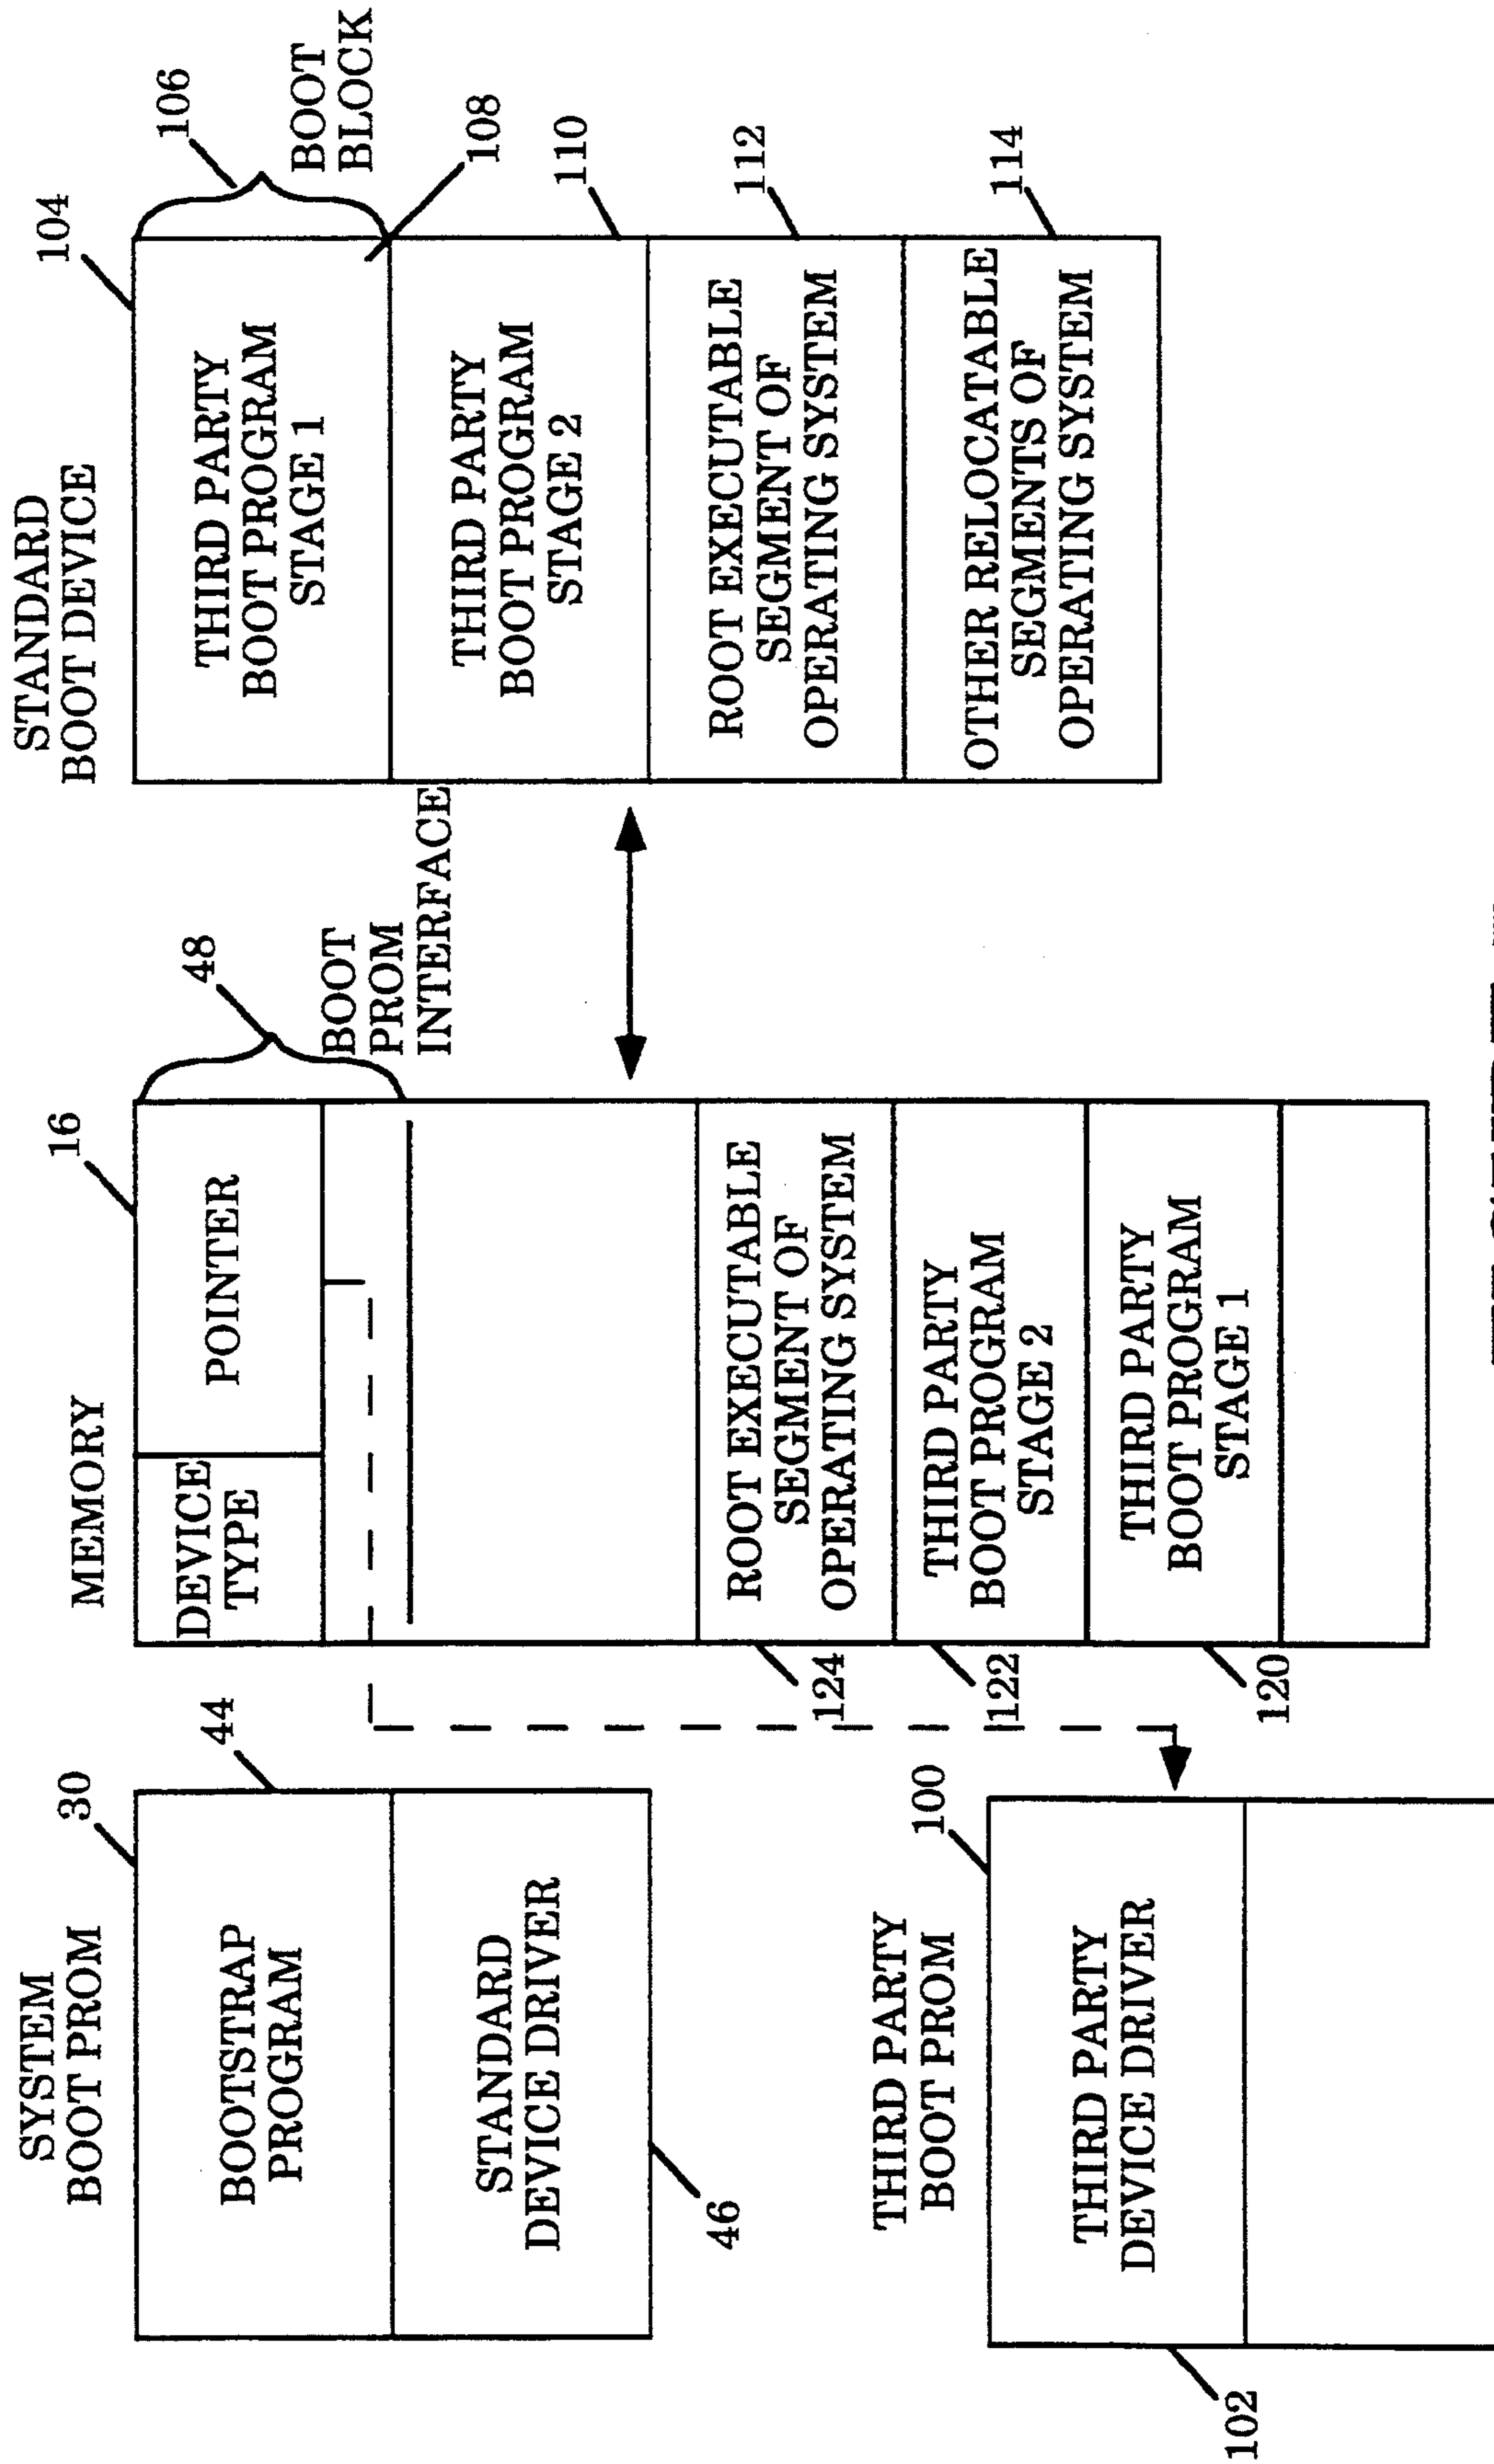 SYSTEM
BOOT PROM
30
BOOTSTRAP
PROGRAM
44
STANDARD
DEVICE DRIVER
46
THIRD PARTY
BOOT PROM
100
THIRD PARTY
DEVICE DRIVER
102
MEMORY
16
DEVICE
TYPE
POINTER
48
BOOT
PROM
INTERFACE
ROOT EXECUTABLE
SEGMENT OF
OPERATING SYSTEM
124
THIRD PARTY
BOOT PROGRAM
STAGE 2
122
THIRD PARTY
BOOT PROGRAM
STAGE 1
120
STANDARD
BOOT DEVICE
104
106
BOOT
BLOCK
THIRD PARTY
BOOT PROGRAM
STAGE 1
108
THIRD PARTY
BOOT PROGRAM
STAGE 2
110
ROOT EXECUTABLE
SEGMENT OF
OPERATING SYSTEM
112
OTHER RELOCATABLE
SEGMENTS OF
OPERATING SYSTEM
114